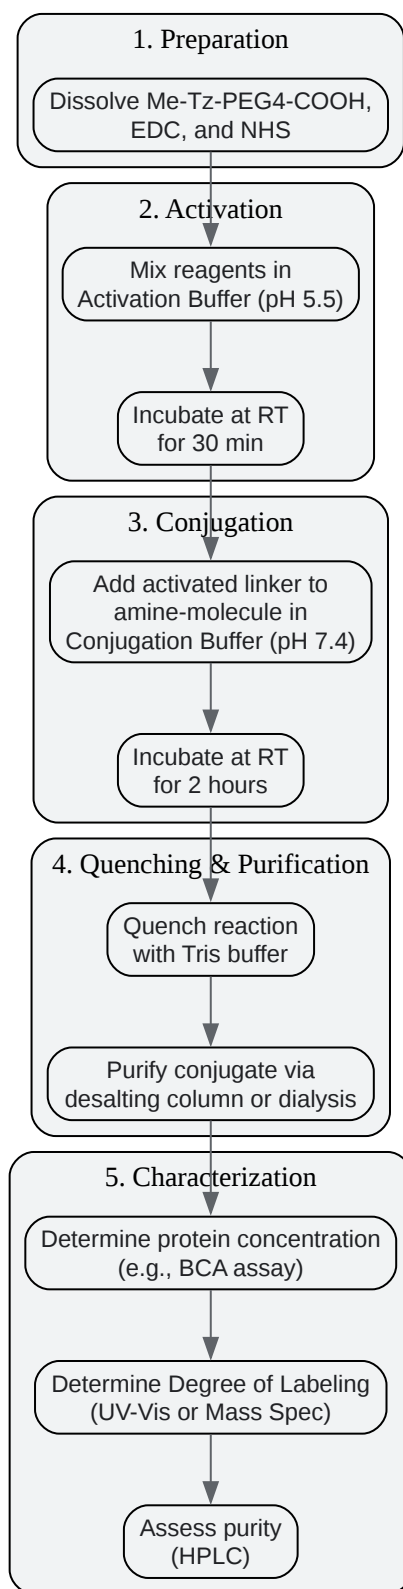 1. Preparation
Dissolve Me-Tz-PEG4-COOH,
EDC, and NHS
2. Activation
Mix reagents in
Activation Buffer (pH 5.5)
Incubate at RT
for 30 min
3. Conjugation
Add activated linker to
amine-molecule in
Conjugation Buffer (pH 7.4)
Incubate at RT
for 2 hours
4. Quenching & Purification
Quench reaction
with Tris buffer
Purify conjugate via
desalting column or dialysis
5. Characterization
Determine protein concentration
(e.g., BCA assay)
Determine Degree of Labeling
(UV-Vis or Mass Spec)
Assess purity
(HPLC)